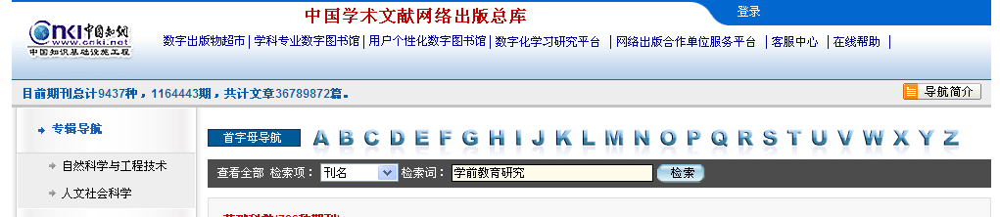 中国学术文献网络出版总库
登录
cnki中国知网
www.cnki.net
中国知识基础设施工程
数字出版物超市 | 学科专业数字图书馆 | 用户个性化数字图书馆 | 数字化学习研究平台 | 网络出版合作单位服务平台 | 客服中心 | 在线帮助 |
目前期刊总计9437种，1164443期，共计文章36789872篇。
导航简介
专辑导航
首字母导航 A B C D E F G H I J K L M N O P Q R S T U V W X Y Z
自然科学与工程技术
查看全部 检索项： 刊名 检索词： 学前教育研究 检索
人文社会科学